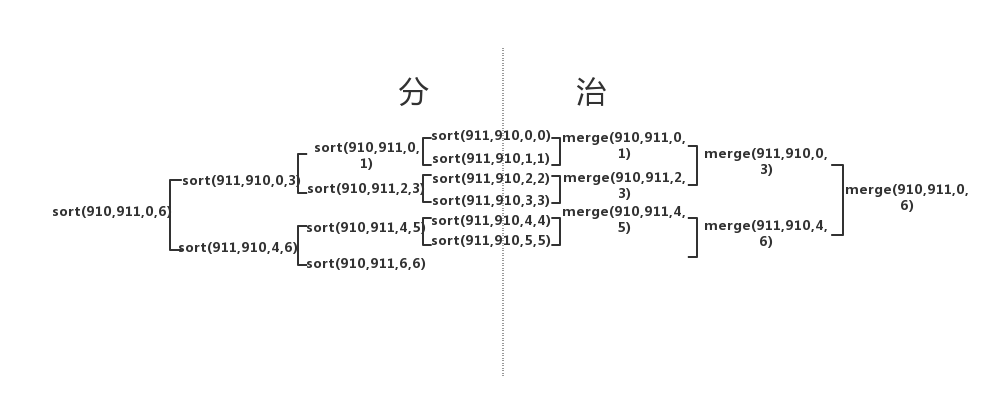 分
治
sort(911,910,0,0)
merge(910,911,0,
1)
sort(910,911,0,
1)
sort(911,910,1,1)
merge(911,910,0,
3)
sort(911,910,0,3)
sort(911,910,2,2)
merge(910,911,2,
3)
sort(910,911,2,3)
sort(911,910,3,3)
merge(910,911,0,
6)
sort(910,911,0,6)
sort(911,910,4,4)
merge(910,911,4,
5)
sort(910,911,4,5)
sort(911,910,5,5)
merge(911,910,4,
6)
sort(911,910,4,6)
sort(910,911,6,6)